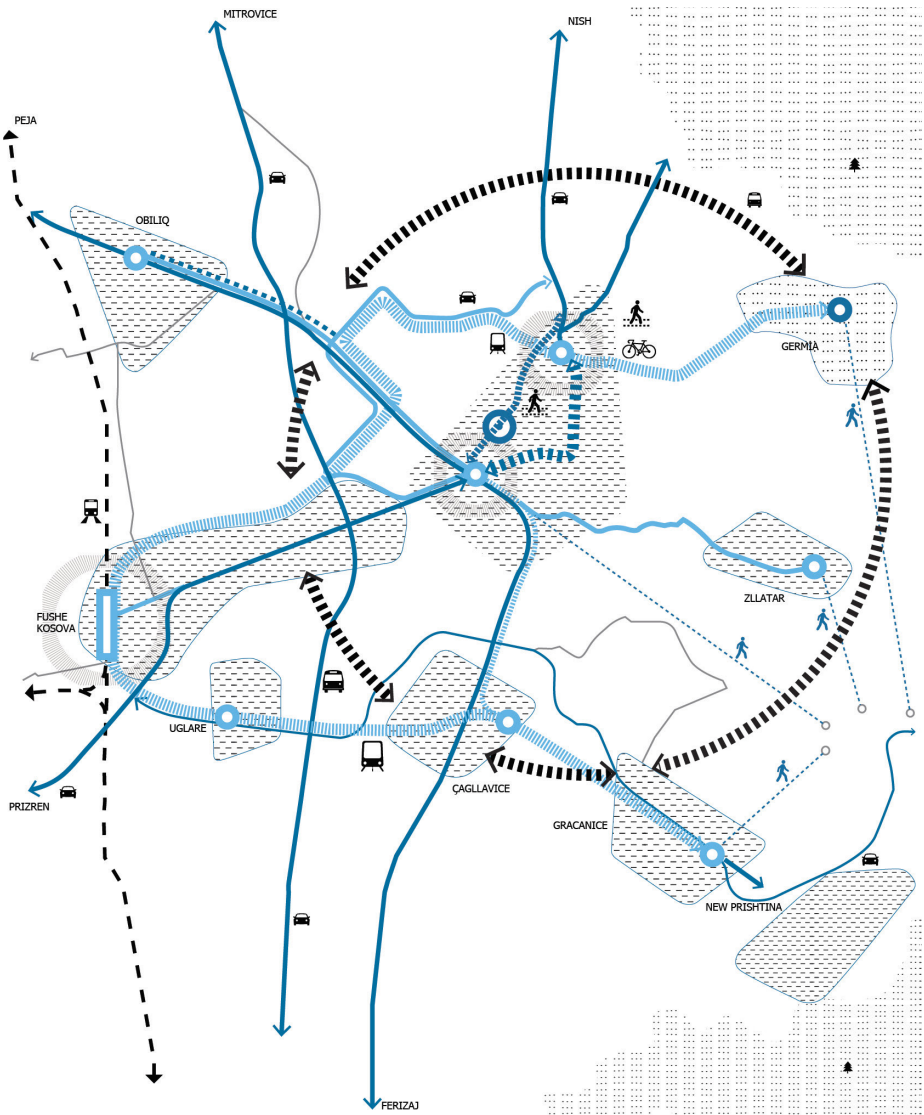 MITROVICE
NISH
PEJA
OBILIQ
GERMIA
ZLLATAR
FUSHE
KOSOVA
UGLARE
ÇAGLLAVICE
PRIZREN
GRACANICE
NEW PRISHTINA
FERIZAJ